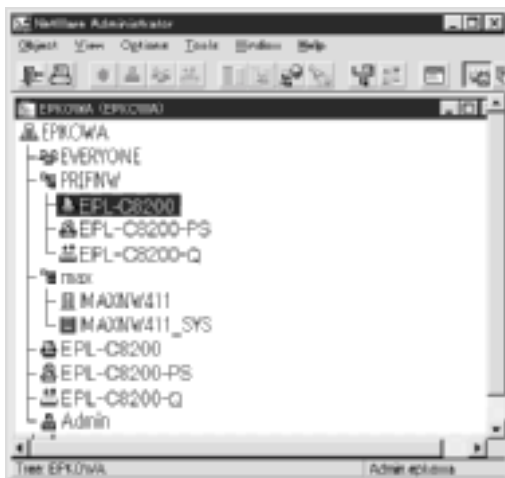 NetWare Administrator
Object View Options Tools Window Help
EPKOWA (EPKOWA)
EPKOWA
EVERYONE
PRIFNW
EPL-C8200
EPL-C8200-PS
EPL-C8200-Q
max
MAXNW411
MAXNW411_SYS
EPL-C8200
EPL-C8200-PS
EPL-C8200-Q
Admin
Tree: EPKOWA Admin epkowa